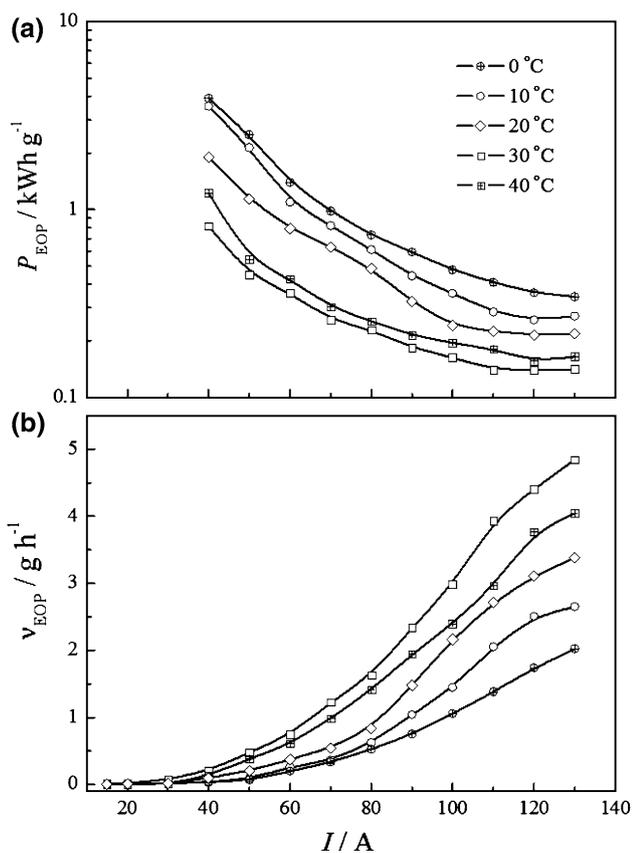 (a)
10
1
0.1
P_EOP / kWh g⁻¹
0 °C
10 °C
20 °C
30 °C
40 °C
(b)
5
4
3
2
1
0
ν_EOP / g h⁻¹
20 40 60 80 100 120 140
I / A